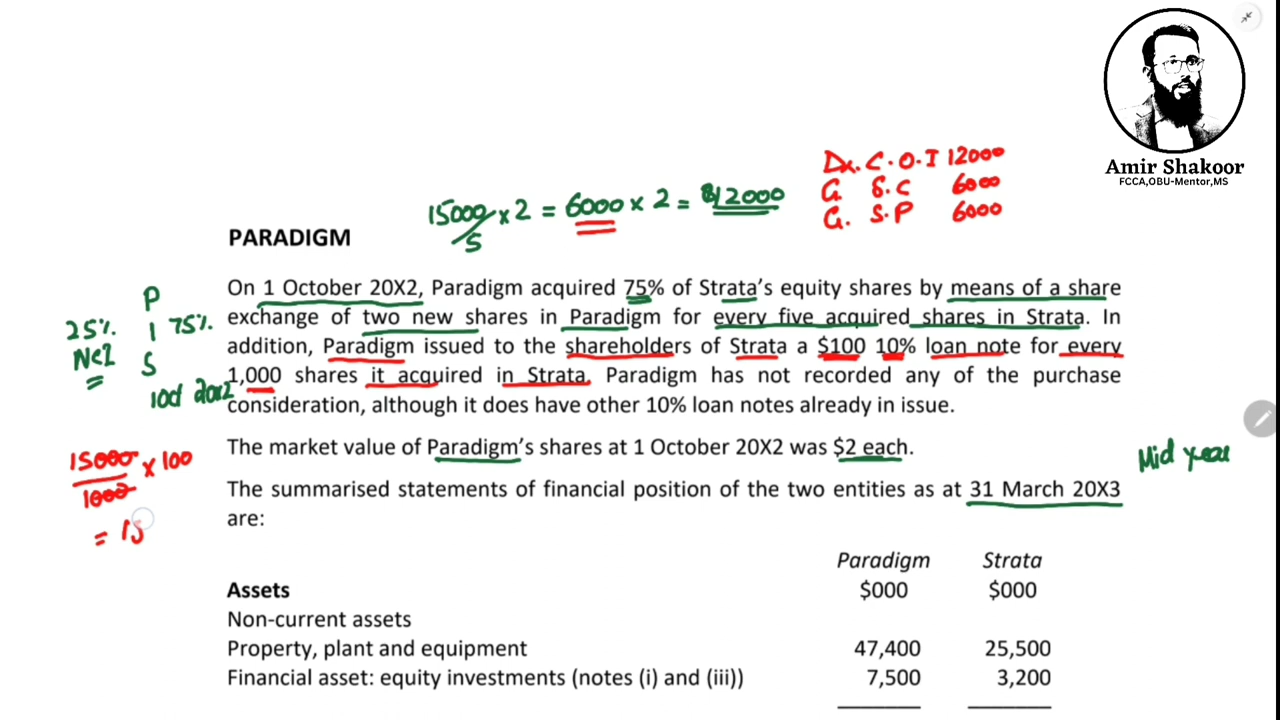 Amir Shakoor
FCCA,OBU-Mentor,MS
Dr. C.O.I 12000
Cr. S.C 6000
Cr. S.P 6000
15000/5 x 2 = 6000 x 2 = $12000
PARADIGM
On 1 October 20X2, Paradigm acquired 75% of Strata's equity shares by means of a share
exchange of two new shares in Paradigm for every five acquired shares in Strata. In
addition, Paradigm issued to the shareholders of Strata a $100 10% loan note for every
1,000 shares it acquired in Strata. Paradigm has not recorded any of the purchase
consideration, although it does have other 10% loan notes already in issue.
P
25% 1 75%
NCI S
1 Oct 20X2
The market value of Paradigm's shares at 1 October 20X2 was $2 each.
Mid year
15000/1000 x 100
= 15
The summarised statements of financial position of the two entities as at 31 March 20X3
are:
Paradigm Strata
Assets $000 $000
Non-current assets
Property, plant and equipment 47,400 25,500
Financial asset: equity investments (notes (i) and (iii)) 7,500 3,200